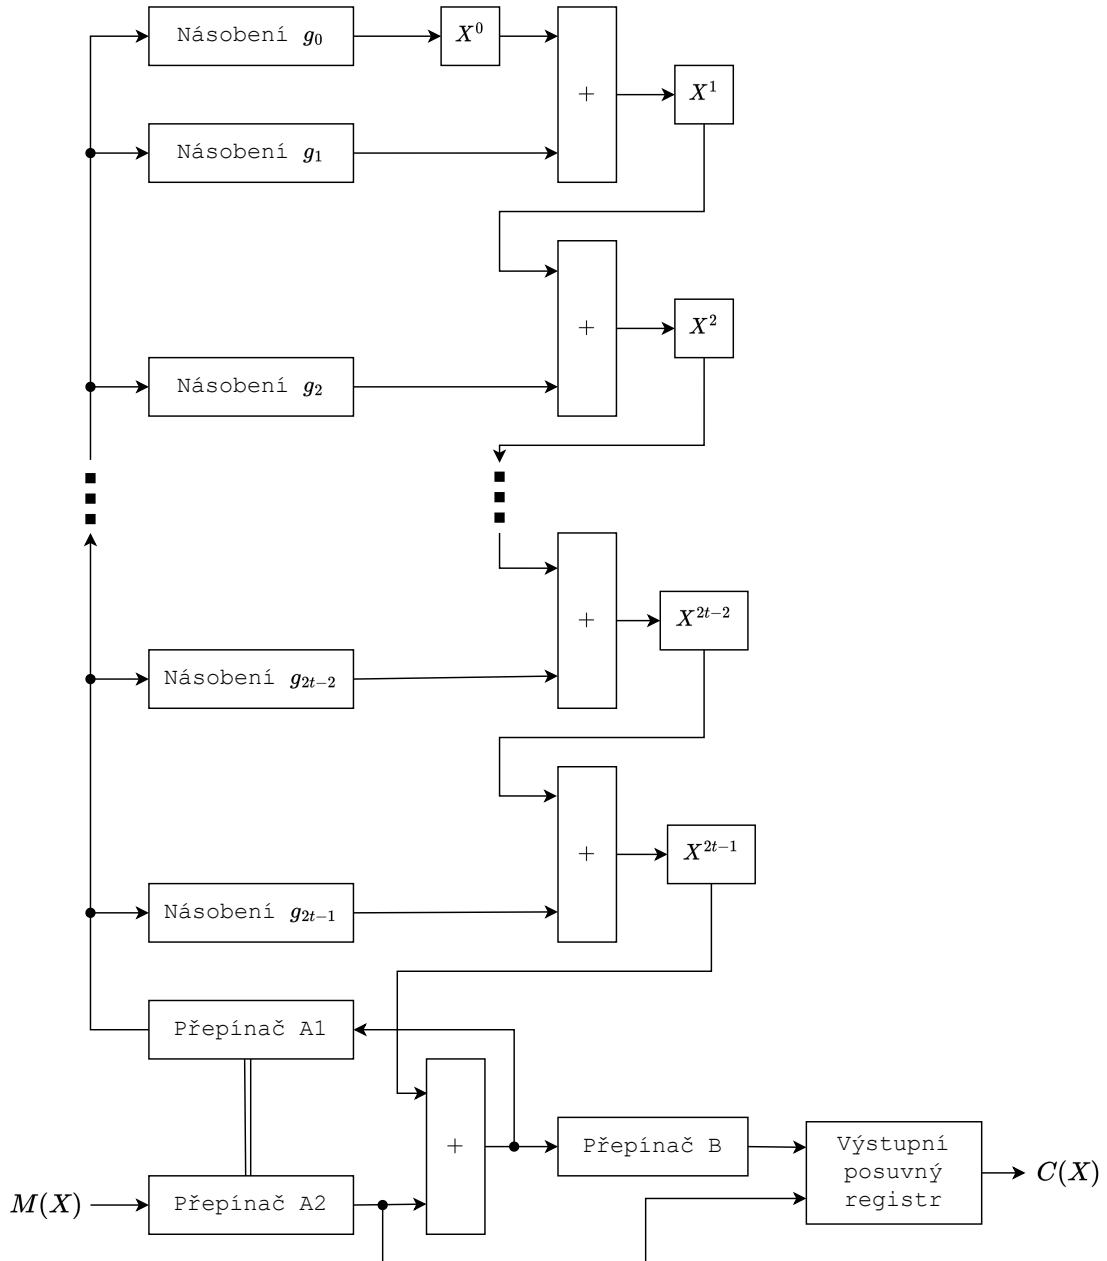 Násobení g₀
X⁰
+
X¹
Násobení g₁
+
X²
Násobení g₂
+
X²ᵗ⁻²
Násobení g₂ₜ₋₂
+
X²ᵗ⁻¹
Násobení g₂ₜ₋₁
Přepínač A1
+
Přepínač B
Výstupní
posuvný
registr
C(X)
M(X)
Přepínač A2